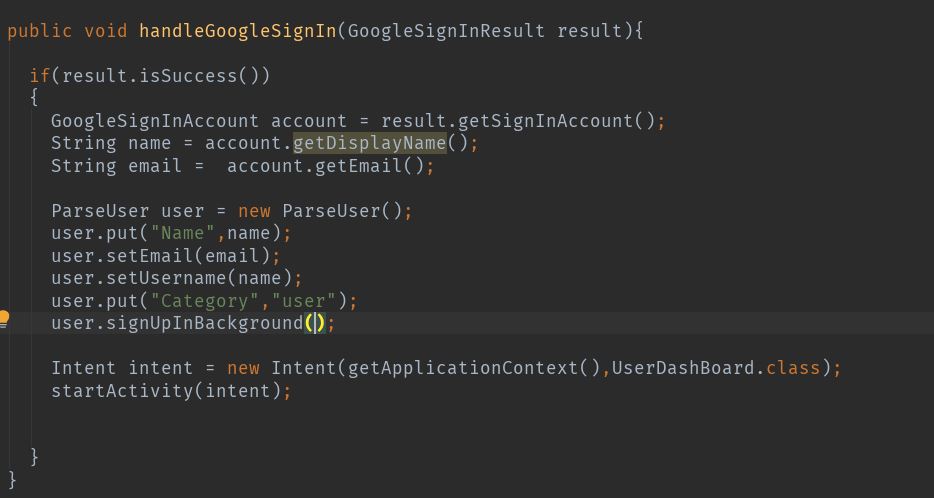 public void handleGoogleSignIn(GoogleSignInResult result){
if(result.isSuccess())
{
GoogleSignInAccount account = result.getSignInAccount();
String name = account.getDisplayName();
String email =  account.getEmail();
ParseUser user = new ParseUser();
user.put("Name",name);
user.setEmail(email);
user.setUsername(name);
user.put("Category","user");
user.signUpInBackground();
Intent intent = new Intent(getApplicationContext(),UserDashBoard.class);
startActivity(intent);
}
}